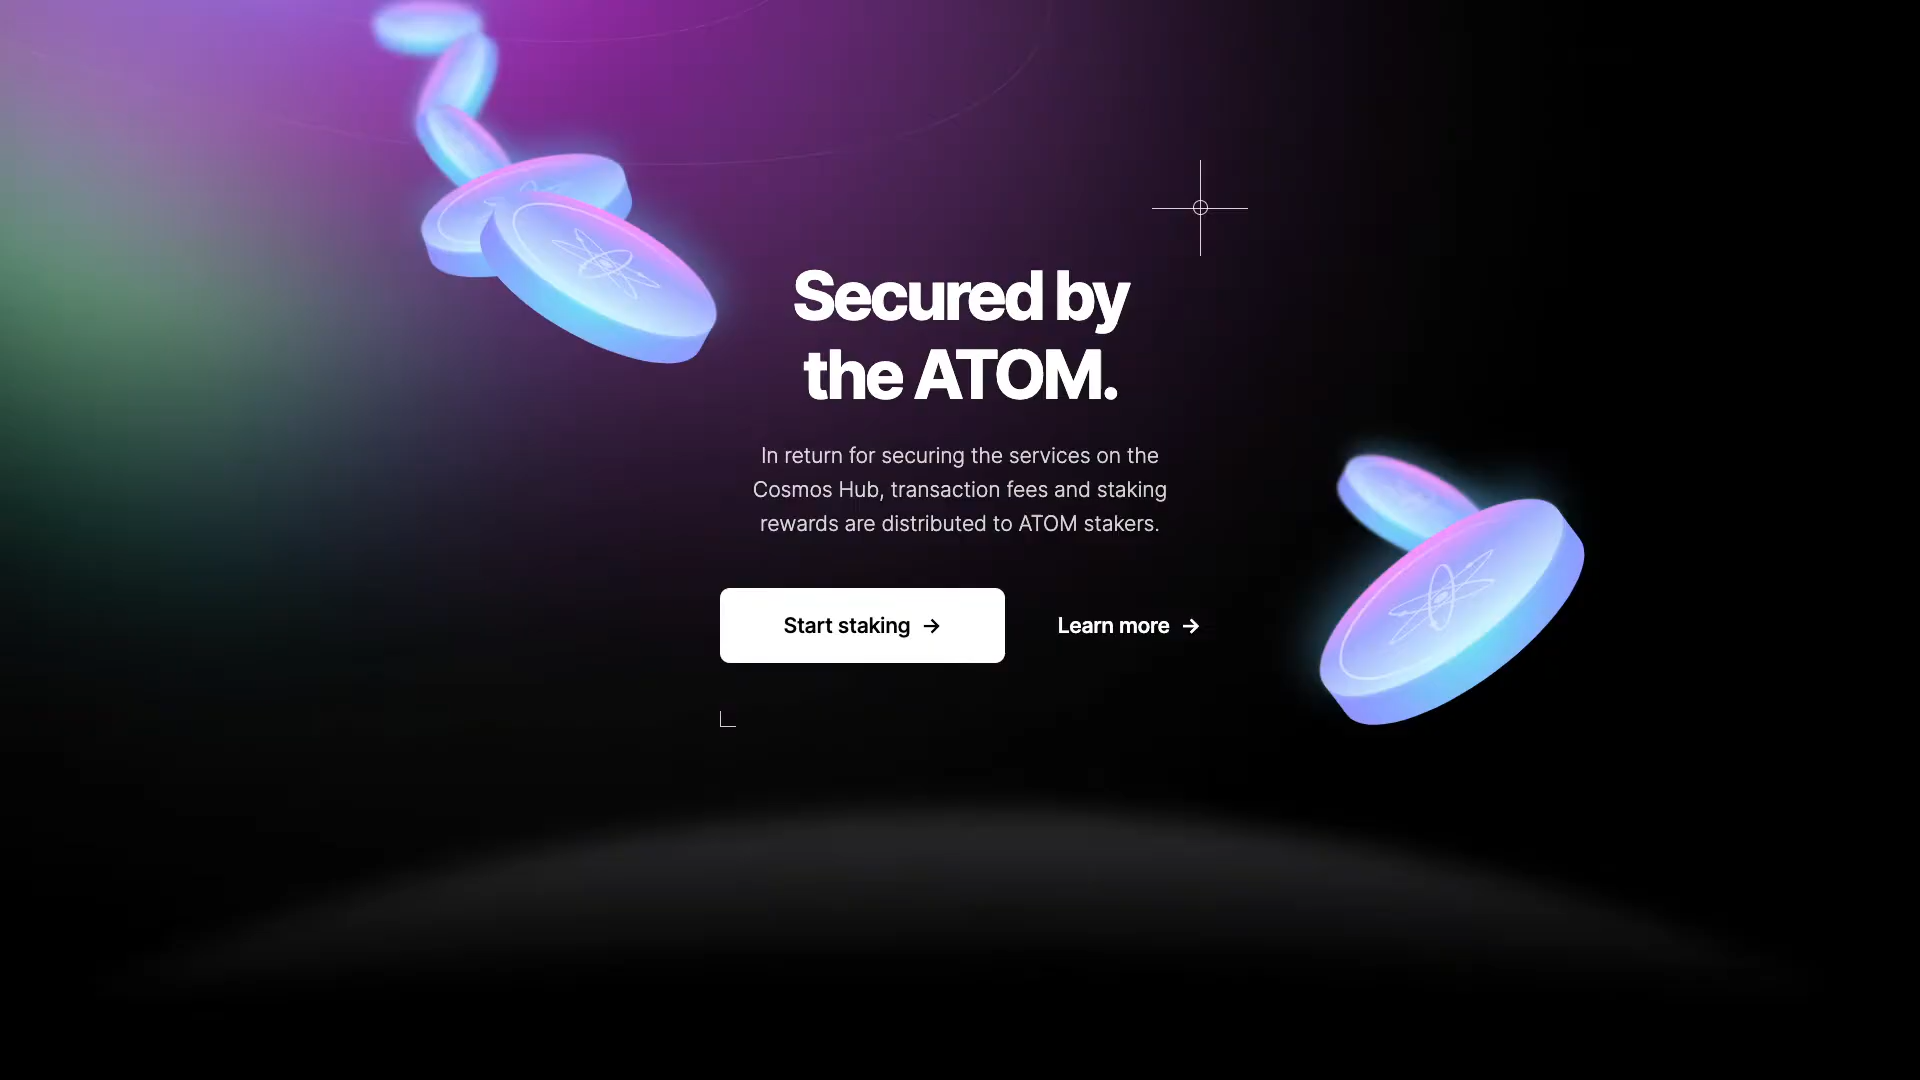 Secured by
the ATOM.
In return for securing the services on the
Cosmos Hub, transaction fees and staking
rewards are distributed to ATOM stakers.
Start staking →
Learn more →